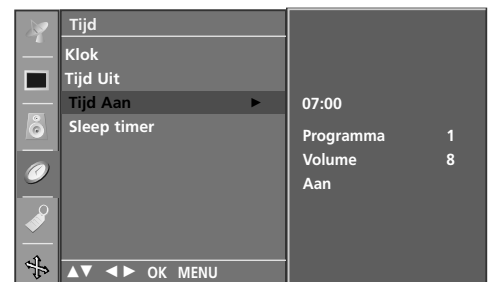 Tijd
Klok
Tijd Uit
Tijd Aan ►
Sleep timer
07:00
Programma 1
Volume 8
Aan
▲▼ ◄► OK MENU